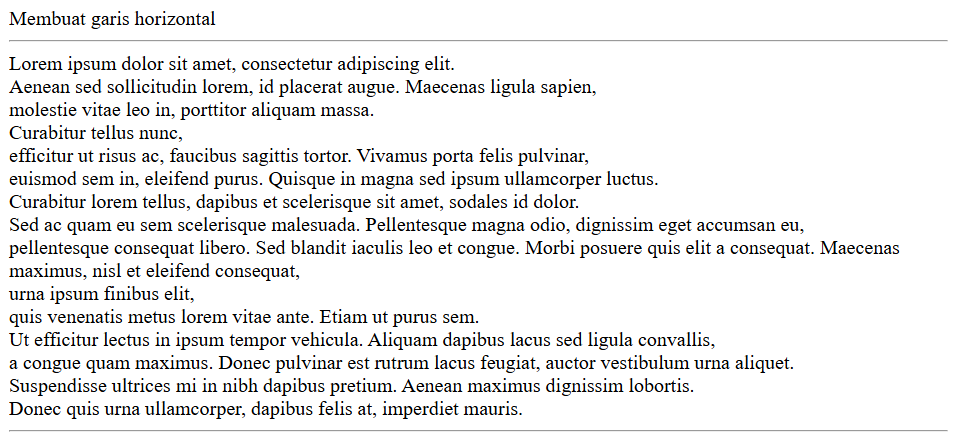 Membuat garis horizontal
Lorem ipsum dolor sit amet, consectetur adipiscing elit.
Aenean sed sollicitudin lorem, id placerat augue. Maecenas ligula sapien,
molestie vitae leo in, porttitor aliquam massa.
Curabitur tellus nunc,
efficitur ut risus ac, faucibus sagittis tortor. Vivamus porta felis pulvinar,
euismod sem in, eleifend purus. Quisque in magna sed ipsum ullamcorper luctus.
Curabitur lorem tellus, dapibus et scelerisque sit amet, sodales id dolor.
Sed ac quam eu sem scelerisque malesuada. Pellentesque magna odio, dignissim eget accumsan eu,
pellentesque consequat libero. Sed blandit iaculis leo et congue. Morbi posuere quis elit a consequat. Maecenas
maximus, nisl et eleifend consequat,
urna ipsum finibus elit,
quis venenatis metus lorem vitae ante. Etiam ut purus sem.
Ut efficitur lectus in ipsum tempor vehicula. Aliquam dapibus lacus sed ligula convallis,
a congue quam maximus. Donec pulvinar est rutrum lacus feugiat, auctor vestibulum urna aliquet.
Suspendisse ultrices mi in nibh dapibus pretium. Aenean maximus dignissim lobortis.
Donec quis urna ullamcorper, dapibus felis at, imperdiet mauris.